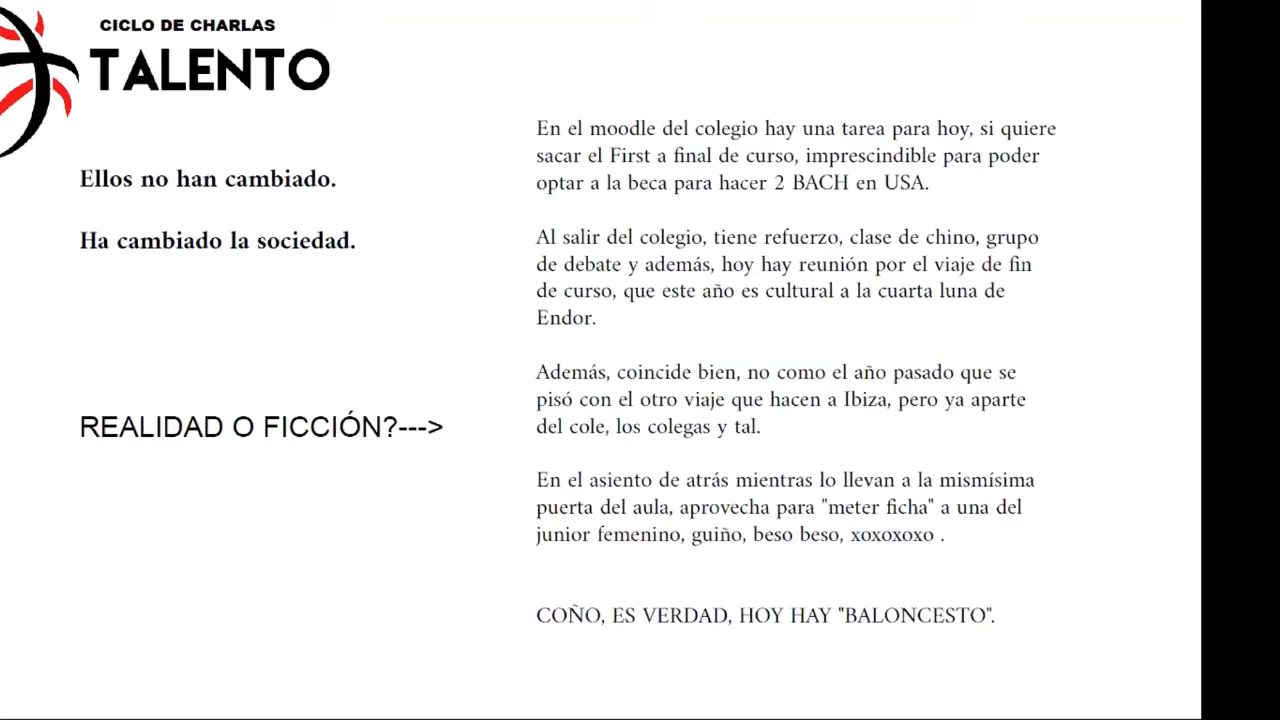 CICLO DE CHARLAS
TALENTO
Ellos no han cambiado.
Ha cambiado la sociedad.
REALIDAD O FICCIÓN?--->
En el moodle del colegio hay una tarea para hoy, si quiere
sacar el First a final de curso, imprescindible para poder
optar a la beca para hacer 2 BACH en USA.
Al salir del colegio, tiene refuerzo, clase de chino, grupo
de debate y además, hoy hay reunión por el viaje de fin
de curso, que este año es cultural a la cuarta luna de
Endor.
Además, coincide bien, no como el año pasado que se
pisó con el otro viaje que hacen a Ibiza, pero ya aparte
del cole, los colegas y tal.
En el asiento de atrás mientras lo llevan a la mismísima
puerta del aula, aprovecha para "meter ficha" a una del
junior femenino, guiño, beso beso, xoxoxoxo .
COÑO, ES VERDAD, HOY HAY "BALONCESTO".